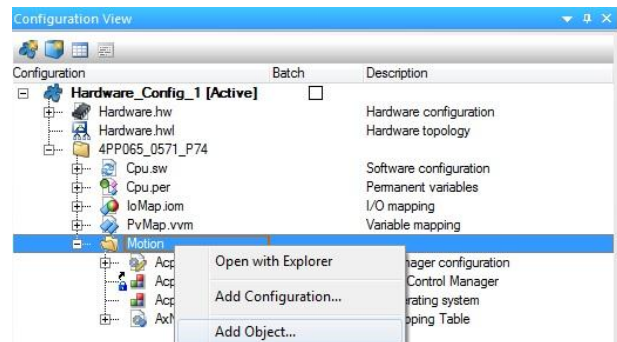 Configuration View
Configuration Batch Description
Hardware_Config_1 [Active]
Hardware.hw Hardware configuration
Hardware.hwl Hardware topology
4PP065_0571_P74
Cpu.sw Software configuration
Cpu.per Permanent variables
IoMap.iom I/O mapping
PvMap.vvm Variable mapping
Motion
Acp Open with Explorer nager configuration
Acp Control Manager
Acp Add Configuration... rating system
AxN pping Table
Add Object...